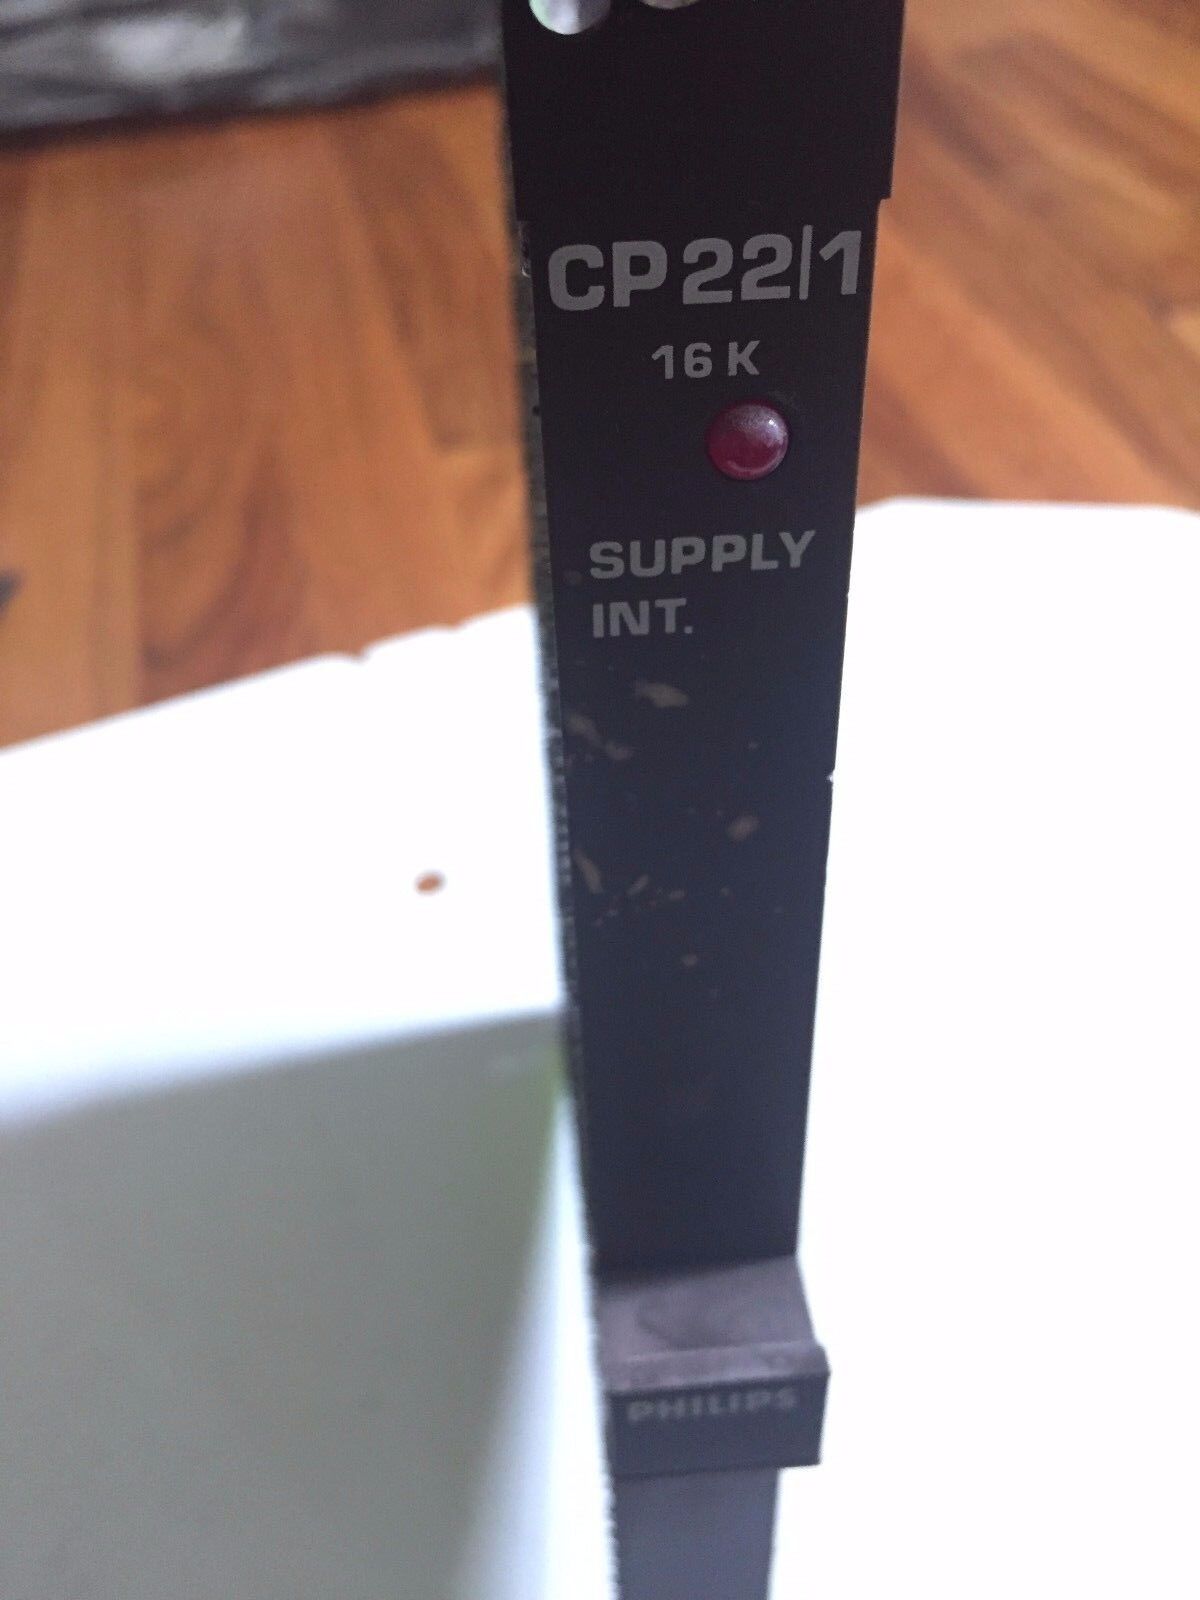 CP22/1
16 K
SUPPLY
INT.
PHILIPS